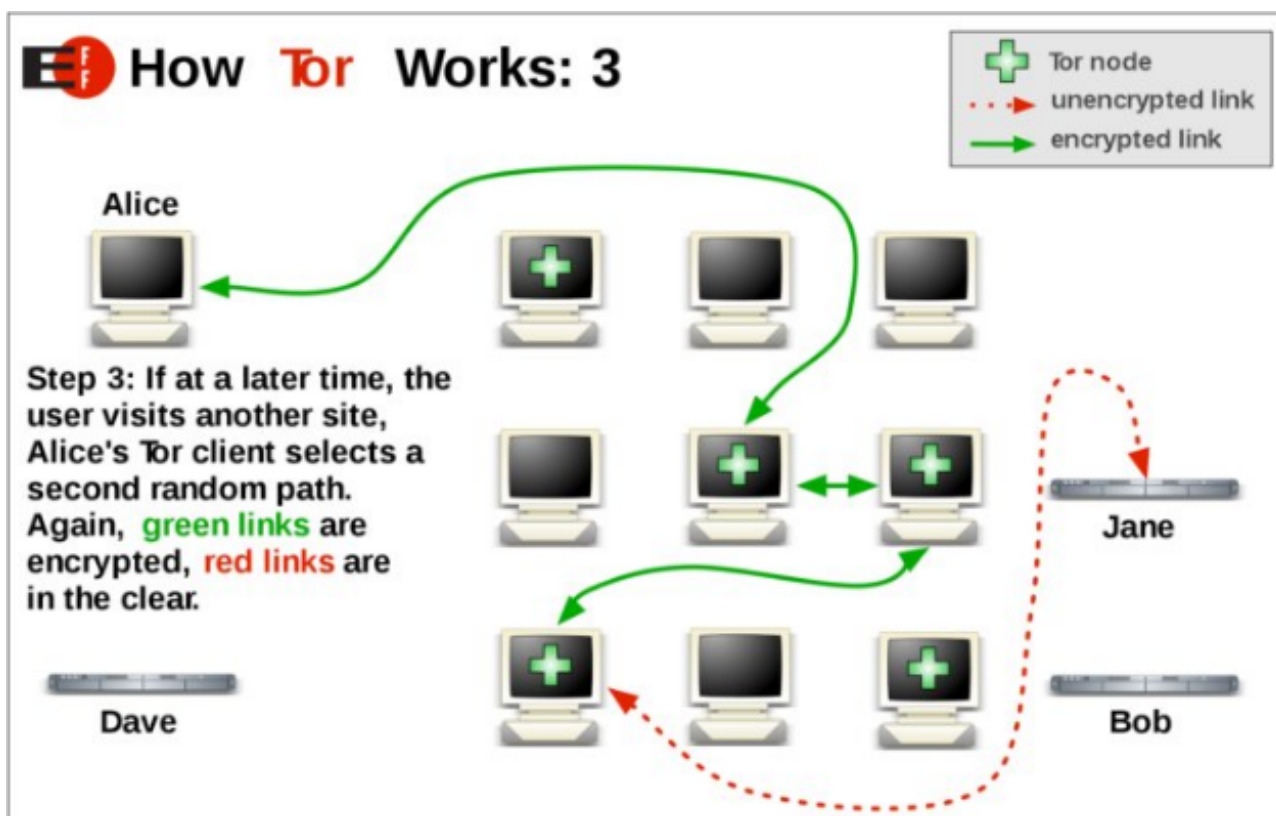 EFF How Tor Works: 3
Tor node
unencrypted link
encrypted link
Alice
Step 3: If at a later time, the
user visits another site,
Alice's Tor client selects a
second random path.
Again, green links are
encrypted, red links are
in the clear.
Jane
Dave
Bob